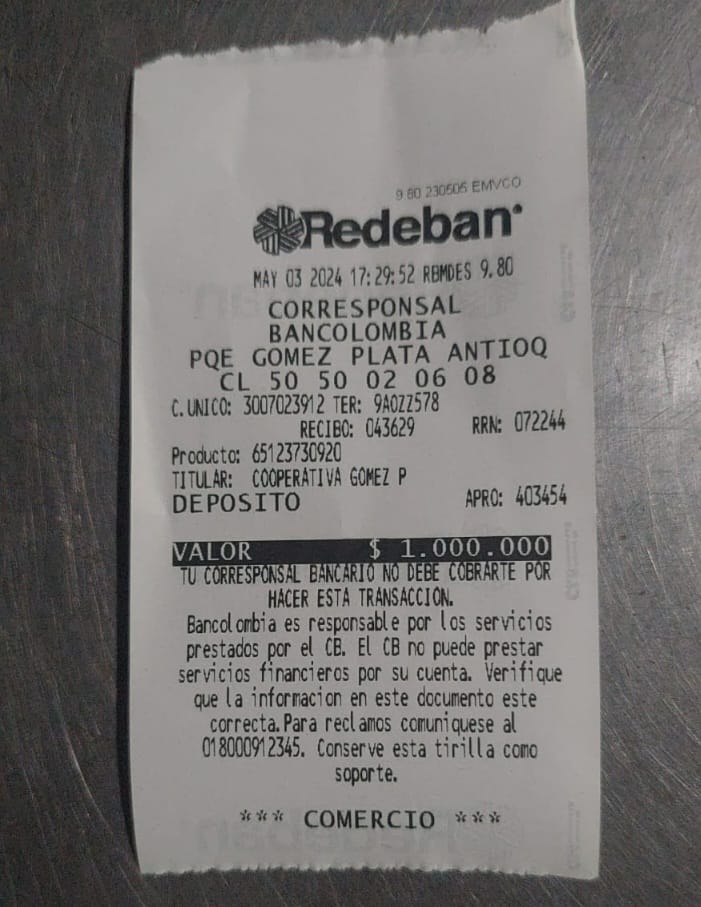 9 80 230505 EMVCO
Redeban
MAY 03 2024 17:29:52 RBMDES 9.80
CORRESPONSAL
BANCOLOMBIA
PQE GOMEZ PLATA ANTIOQ
CL 50 50 02 06 08
C.UNICO: 3007023912 TER: 9AOZZ578
RECIBO: 043629 RRN: 072244
Producto: 65123730920
TITULAR: COOPERATIVA GOMEZ P
DEPOSITO APRO: 403454
VALOR $ 1.000.000
TU CORRESPONSAL BANCARIO NO DEBE COBRARTE POR
HACER ESTA TRANSACCION.
Bancolombia es responsable por los servicios
prestados por el CB. El CB no puede prestar
servicios financieros por su cuenta. Verifique
que la informacion en este documento este
correcta.Para reclamos comuniquese al
018000912345. Conserve esta tirilla como
soporte.
*** COMERCIO ***